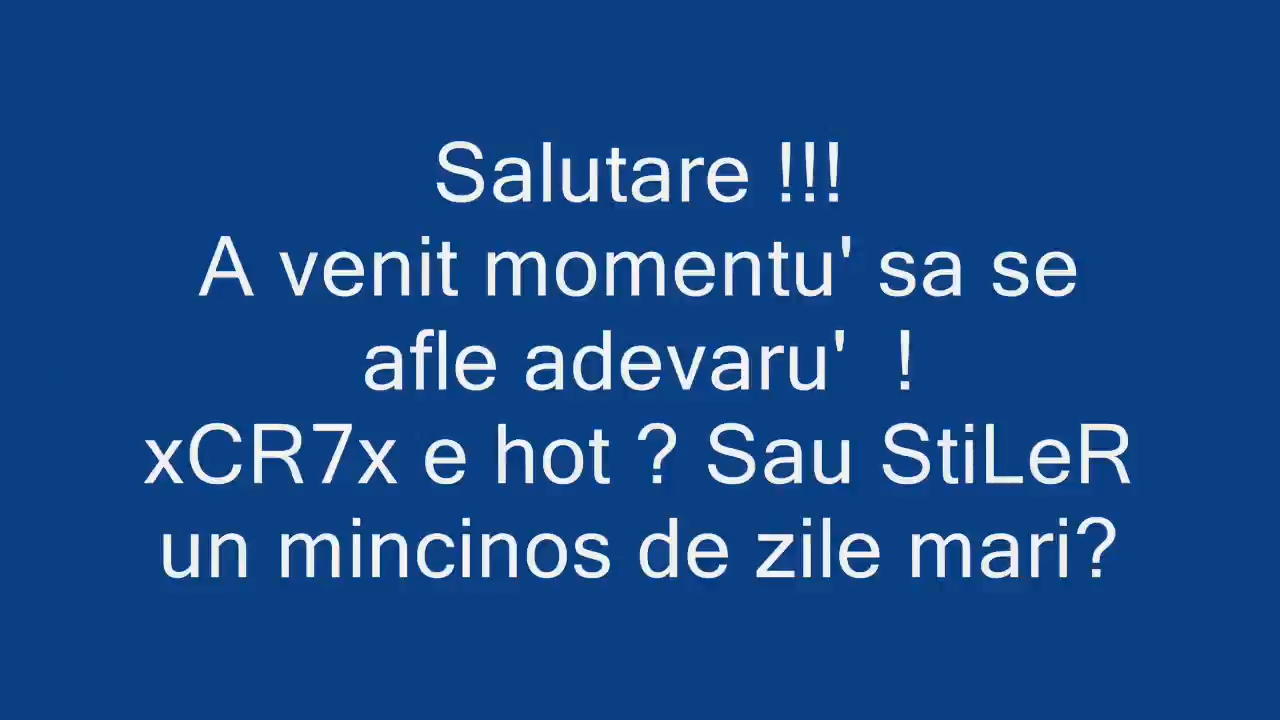 Salutare !!!
A venit momentu' sa se
afle adevaru'  !
xCR7x e hot ? Sau StiLeR
un mincinos de zile mari?